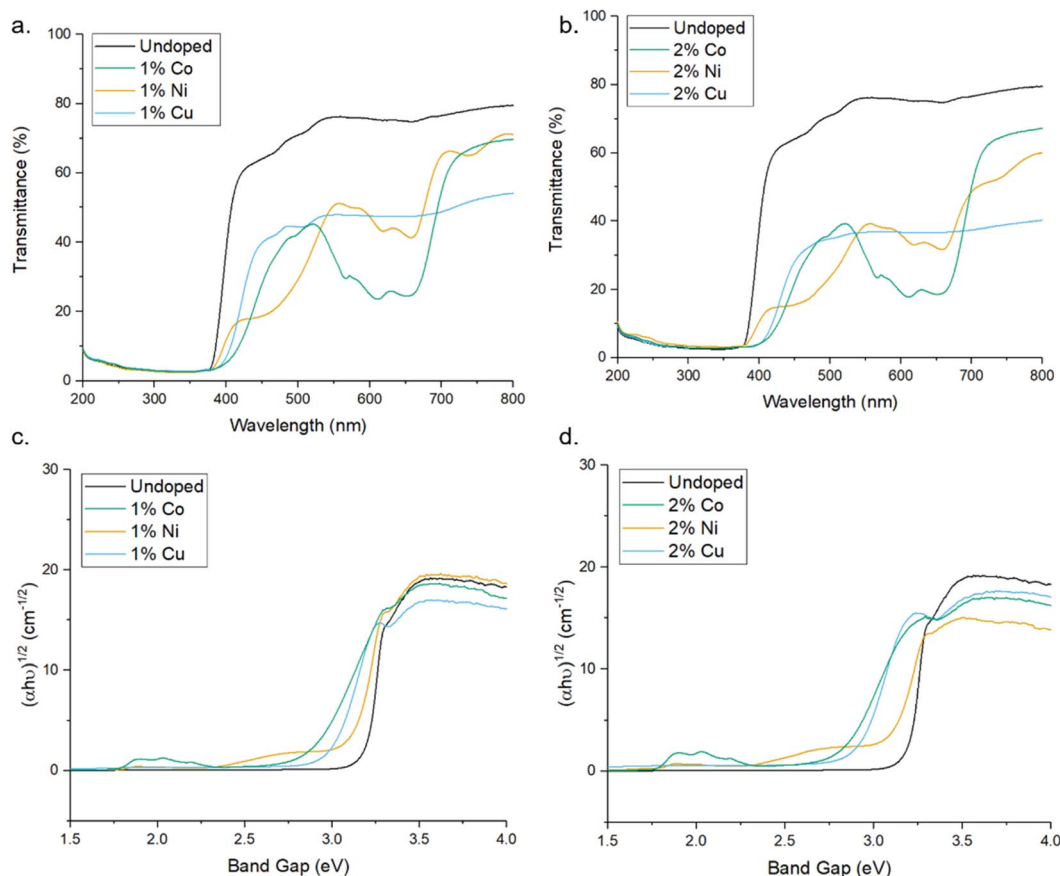 a.
Undoped
1% Co
1% Ni
1% Cu
100
80
60
40
20
0
Transmittance (%)
200 300 400 500 600 700 800
Wavelength (nm)
b.
Undoped
2% Co
2% Ni
2% Cu
100
80
60
40
20
0
Transmittance (%)
200 300 400 500 600 700 800
Wavelength (nm)
c.
Undoped
1% Co
1% Ni
1% Cu
30
20
10
0
(αhυ)^1/2 (cm^-1/2)
1.5 2.0 2.5 3.0 3.5 4.0
Band Gap (eV)
d.
Undoped
2% Co
2% Ni
2% Cu
30
20
10
0
(αhυ)^1/2 (cm^-1/2)
1.5 2.0 2.5 3.0 3.5 4.0
Band Gap (eV)